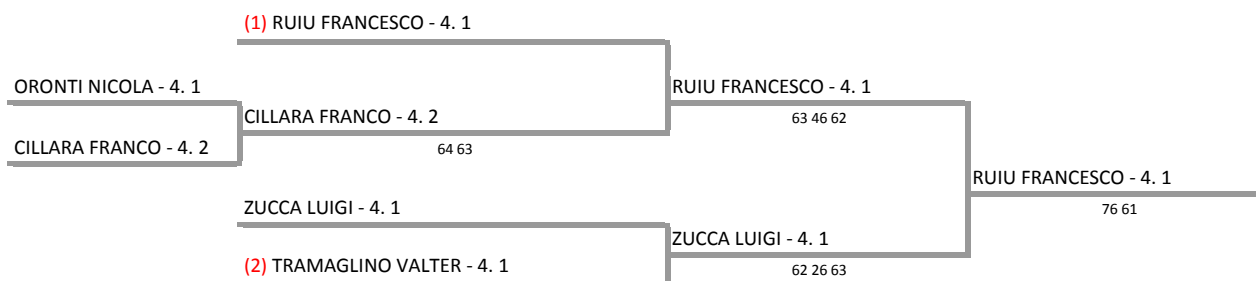 (1) RUIU FRANCESCO - 4. 1
ORONTI NICOLA - 4. 1
RUIU FRANCESCO - 4. 1
CILLARA FRANCO - 4. 2
63 46 62
CILLARA FRANCO - 4. 2
64 63
RUIU FRANCESCO - 4. 1
76 61
ZUCCA LUIGI - 4. 1
ZUCCA LUIGI - 4. 1
(2) TRAMAGLINO VALTER - 4. 1
62 26 63